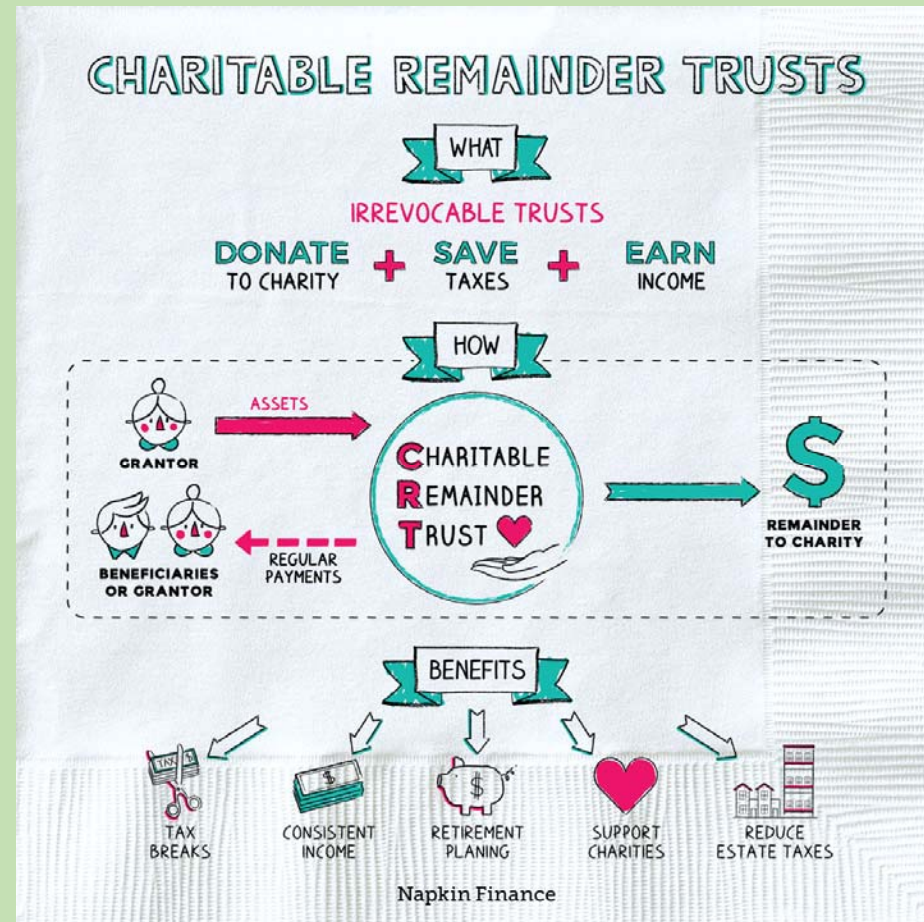 CHARITABLE REMAINDER TRUSTS
WHAT
IRREVOCABLE TRUSTS
DONATE + SAVE + EARN
TO CHARITY TAXES INCOME
HOW
ASSETS
GRANTOR
CHARITABLE
REMAINDER
TRUST
REGULAR
PAYMENTS
BENEFICIARIES
OR GRANTOR
$
REMAINDER
TO CHARITY
BENEFITS
TAX $
$
$
TAX
BREAKS
CONSISTENT
INCOME
RETIREMENT
PLANING
SUPPORT
CHARITIES
REDUCE
ESTATE TAXES
Napkin Finance